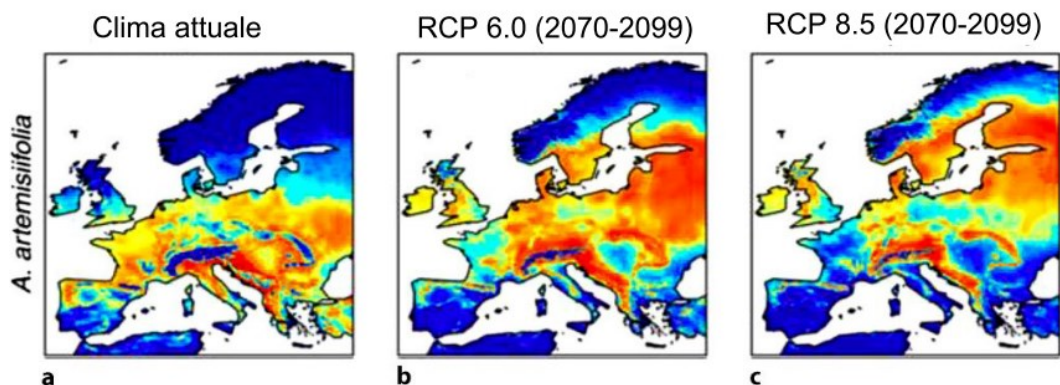 Clima attuale
RCP 6.0 (2070-2099)
RCP 8.5 (2070-2099)
A. artemisiifolia
a
b
c